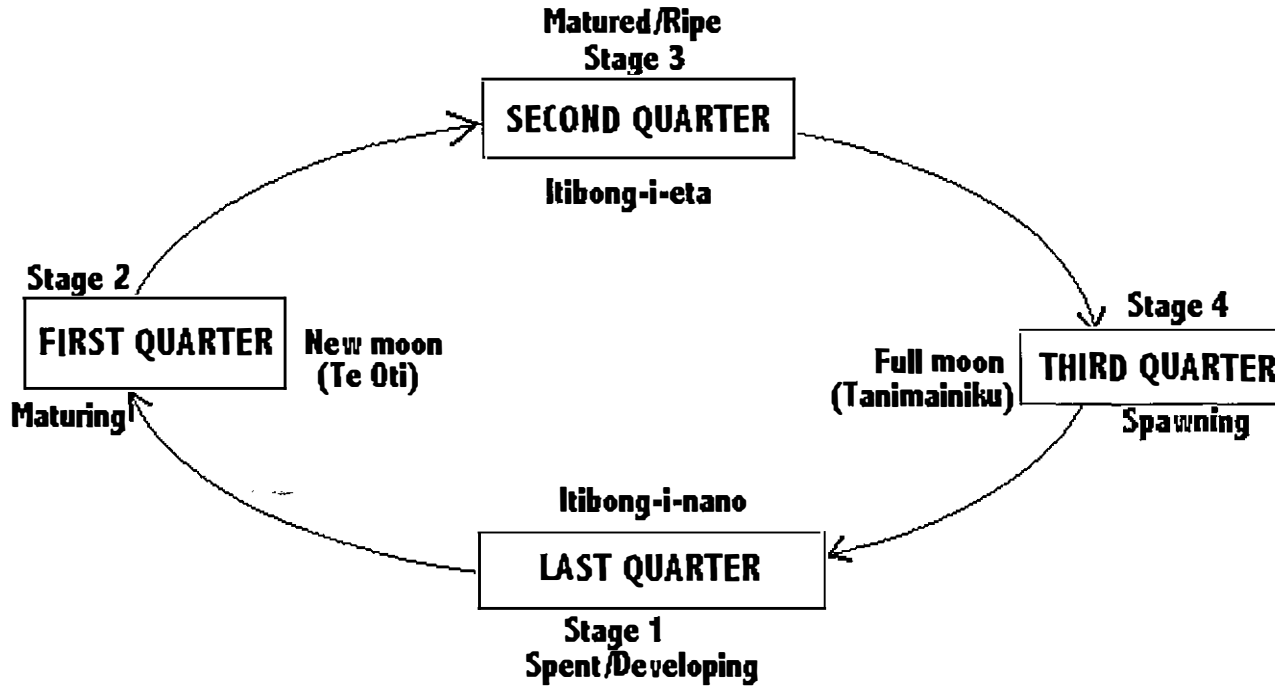 Matured/Ripe
Stage 3
SECOND QUARTER
Itibong-i-eta
Stage 2
FIRST QUARTER
New moon
(Te Oti)
Maturing
Stage 4
THIRD QUARTER
Full moon
(Tanimainiku)
Spawning
Itibong-i-nano
LAST QUARTER
Stage 1
Spent/Developing